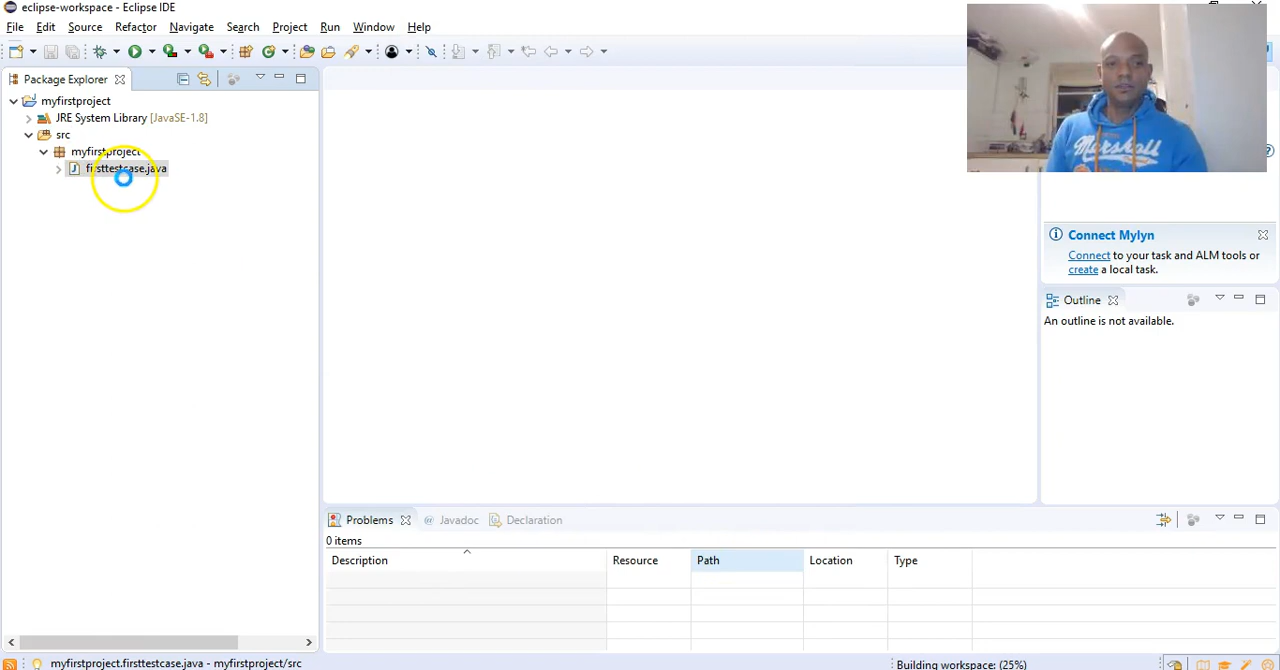 eclipse-workspace - Eclipse IDE
File Edit Source Refactor Navigate Search Project Run Window Help
Package Explorer
myfirstproject
JRE System Library [JavaSE-1.8]
src
myfirstproject
firsttestcase.java
Marshall
Connect Mylyn
Connect to your task and ALM tools or
create a local task.
Outline
An outline is not available.
Problems Javadoc Declaration
0 items
Description Resource Path Location Type
myfirstproject.firsttestcase.java - myfirstproject/src
Building workspace: (25%)